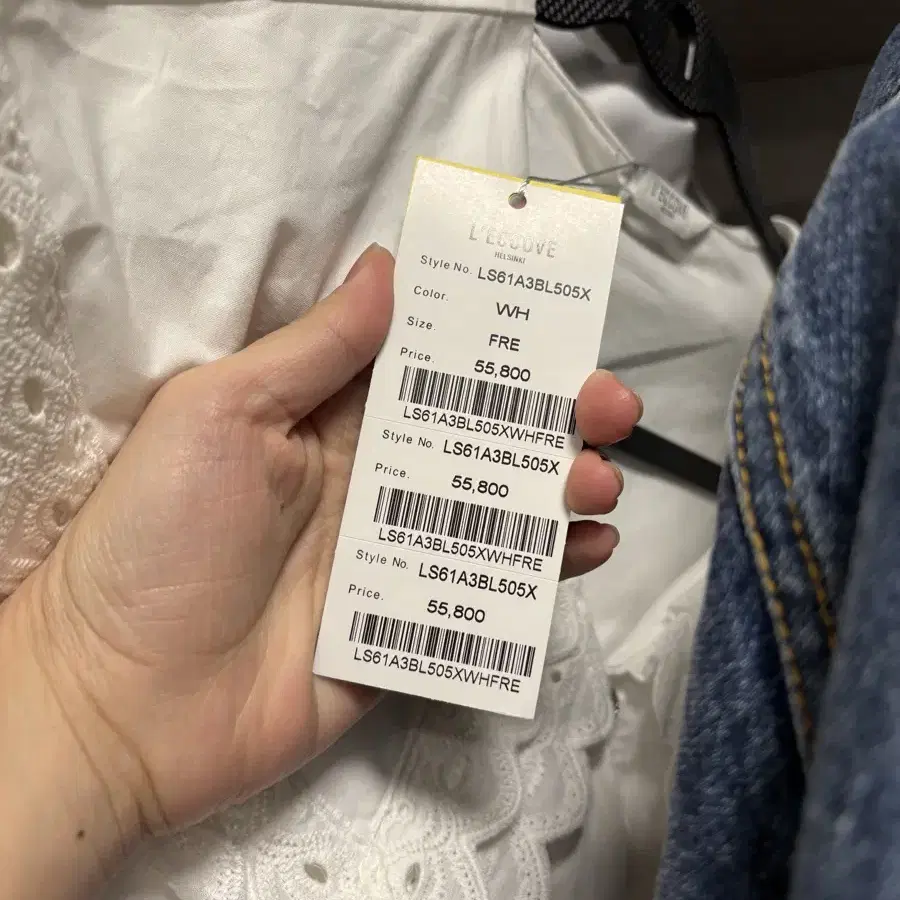 L'ECOUVE
HELSINKI
Style No. LS61A3BL505X
Color. WH
Size. FRE
Price. 55,800
LS61A3BL505XWHFRE
Style No. LS61A3BL505X
Price. 55,800
LS61A3BL505XWHFRE
Style No. LS61A3BL505X
Price. 55,800
LS61A3BL505XWHFRE